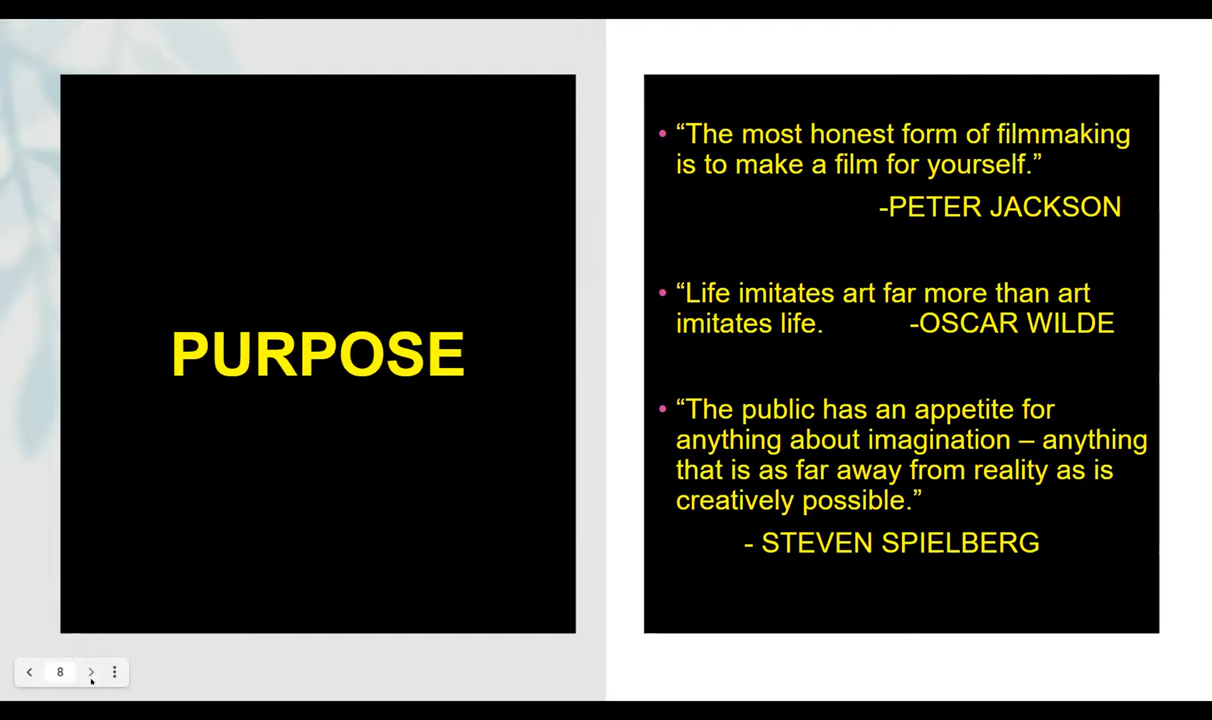 PURPOSE
• “The most honest form of filmmaking
is to make a film for yourself.”
-PETER JACKSON
• “Life imitates art far more than art
imitates life. -OSCAR WILDE
• “The public has an appetite for
anything about imagination – anything
that is as far away from reality as is
creatively possible.”
- STEVEN SPIELBERG
8